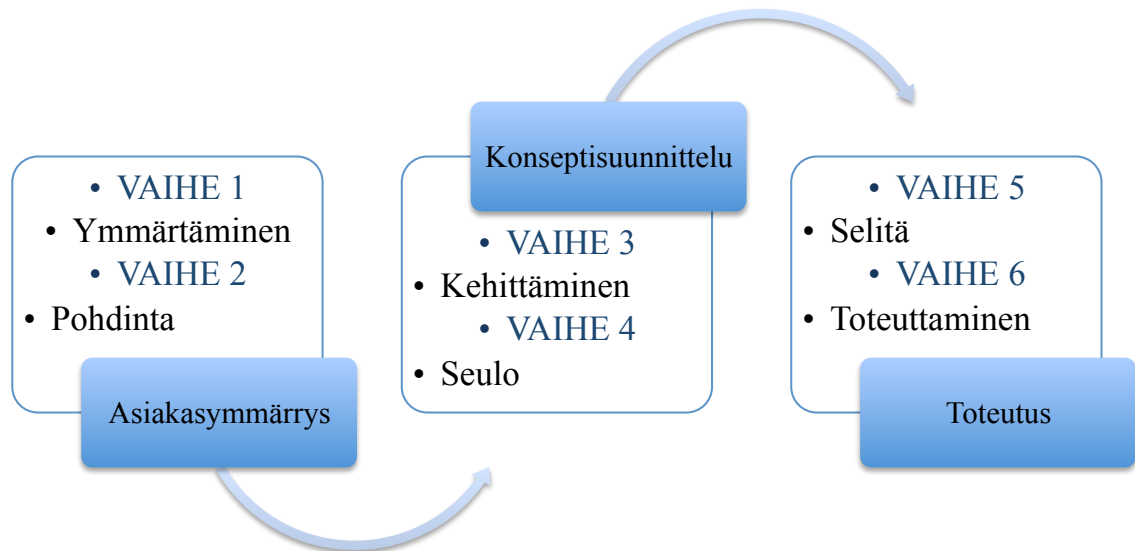 • VAIHE 1
• Ymmärtäminen
• VAIHE 2
• Pohdinta
Asiakasymmärrys
Konseptisuunnittelu
• VAIHE 3
• Kehittäminen
• VAIHE 4
• Seulo
• VAIHE 5
• Selitä
• VAIHE 6
• Toteuttaminen
Toteutus